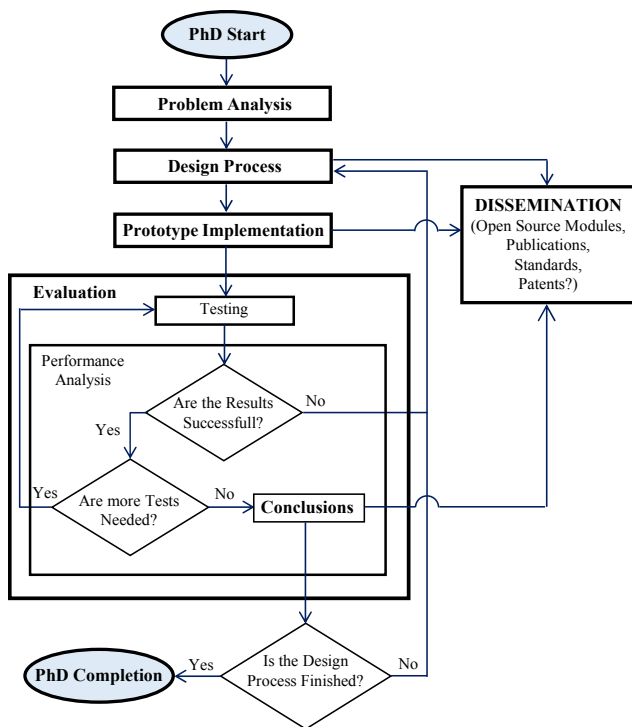 PhD Start
Problem Analysis
Design Process
DISSEMINATION
(Open Source Modules,
Publications,
Standards,
Patents?)
Prototype Implementation
Evaluation
Testing
Performance
Analysis
Are the Results
Successfull?
No
Yes
Yes
Are more Tests
Needed?
No
Conclusions
Is the Design
Process Finished?
No
Yes
PhD Completion